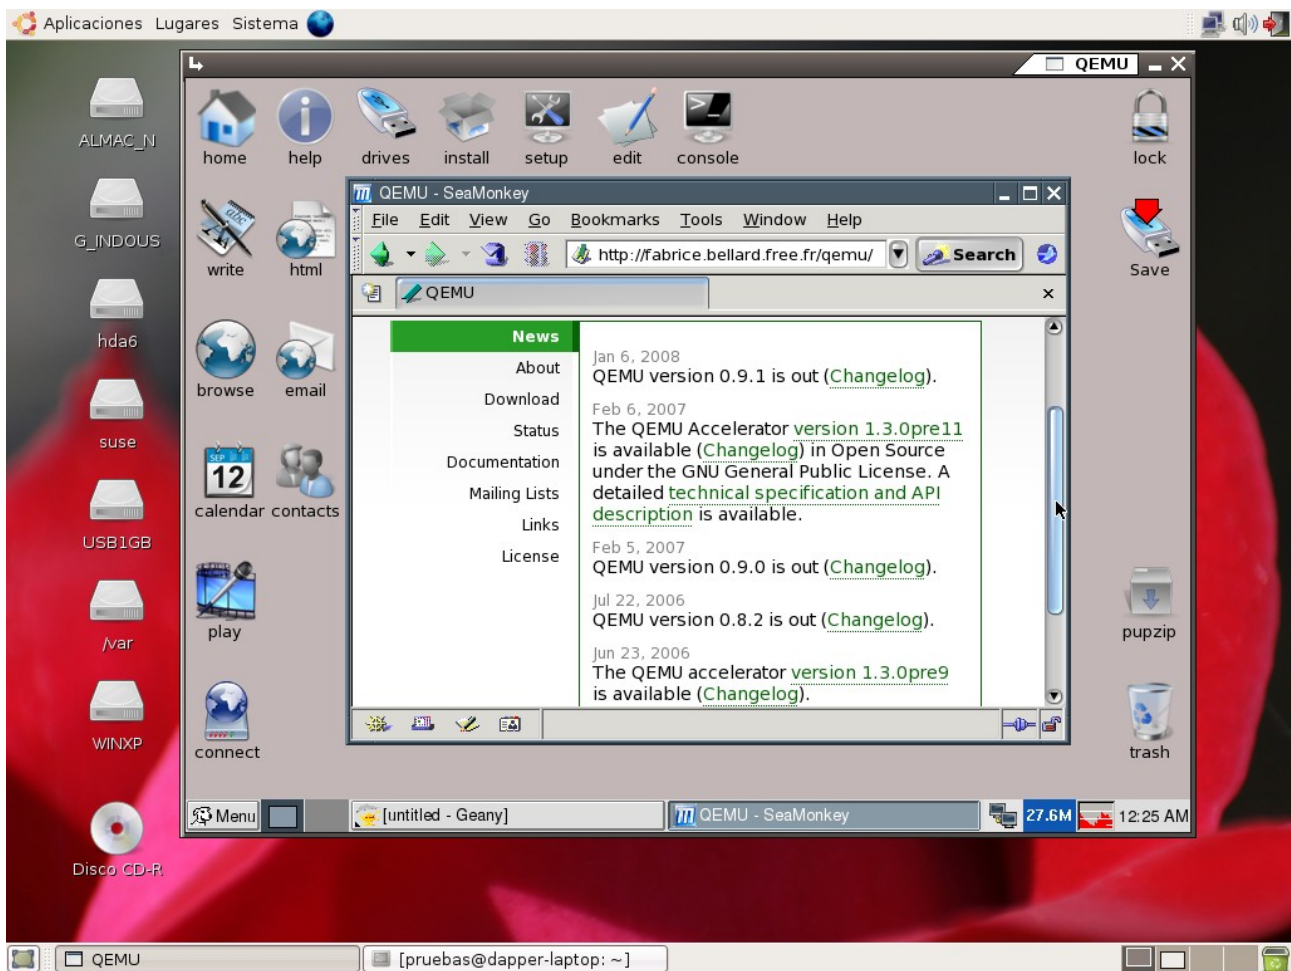 Aplicaciones Lugares Sistema
ALMAC_N
G_INDOUS
hda6
suse
USB1GB
/var
WINXP
Disco CD-R
QEMU
home help drives install setup edit console lock
write html Save
browse email
SEP
12
calendar contacts
play
connect
pupzip
trash
QEMU - SeaMonkey
File Edit View Go Bookmarks Tools Window Help
http://fabrice.bellard.free.fr/qemu/ Search
QEMU
News
About
Download
Status
Documentation
Mailing Lists
Links
License
Jan 6, 2008
QEMU version 0.9.1 is out (Changelog).
Feb 6, 2007
The QEMU Accelerator version 1.3.0pre11
is available (Changelog) in Open Source
under the GNU General Public License. A
detailed technical specification and API
description is available.
Feb 5, 2007
QEMU version 0.9.0 is out (Changelog).
Jul 22, 2006
QEMU version 0.8.2 is out (Changelog).
Jun 23, 2006
The QEMU accelerator version 1.3.0pre9
is available (Changelog).
Menu [untitled - Geany] QEMU - SeaMonkey 27.6M 12:25 AM
QEMU [pruebas@dapper-laptop: ~]